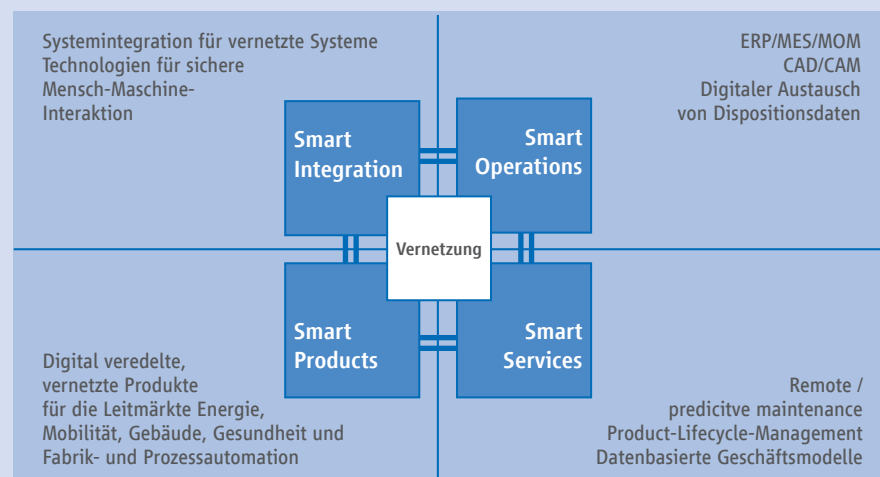 Systemintegration für vernetzte Systeme
Technologien für sichere
Mensch-Maschine-
Interaktion
ERP/MES/MOM
CAD/CAM
Digitaler Austausch
von Dispositionsdaten
Smart
Integration
Smart
Operations
Vernetzung
Smart
Products
Smart
Services
Digital veredelte,
vernetzte Produkte
für die Leitmärkte Energie,
Mobilität, Gebäude, Gesundheit und
Fabrik- und Prozessautomation
Remote /
predicitve maintenance
Product-Lifecycle-Management
Datenbasierte Geschäftsmodelle